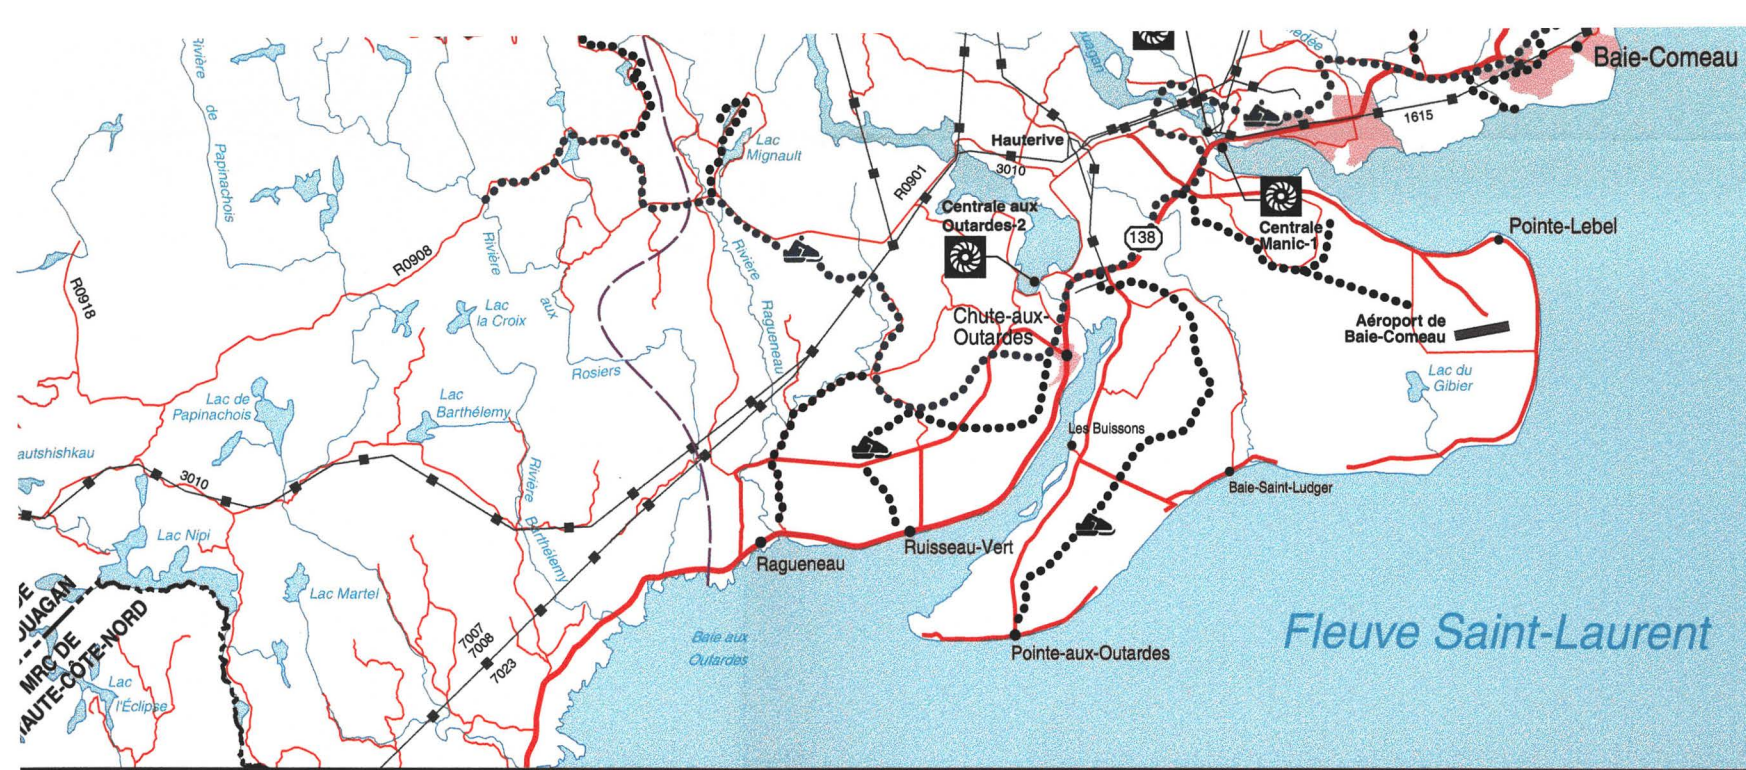 Baie-Comeau
1615
Rivière
de
Papinachois
Lac
Mignault
Hauterive
3010
R0901
Centrale aux
Outardes-2
138
Centrale
Manic-1
Pointe-Lebel
Rivière
aux
Rosiers
R0908
R0918
Rivière
Ragueneau
Lac
la Croix
Chute-aux-
Outardes
Aéroport de
Baie-Comeau
Lac du
Gibier
Lac de
Papinachois
Lac
Barthélemy
Les Buissons
autshishkau
3010
Rivière
Barthélemy
Baie-Saint-Ludger
Lac Nipi
Ruisseau-Vert
Ragueneau
Lac Martel
DE
OUAGAN
MRC DE
HAUTE-CÔTE-NORD
7007
7008
7023
Baie aux
Outardes
Pointe-aux-Outardes
Fleuve Saint-Laurent
Lac
l'Éclipse